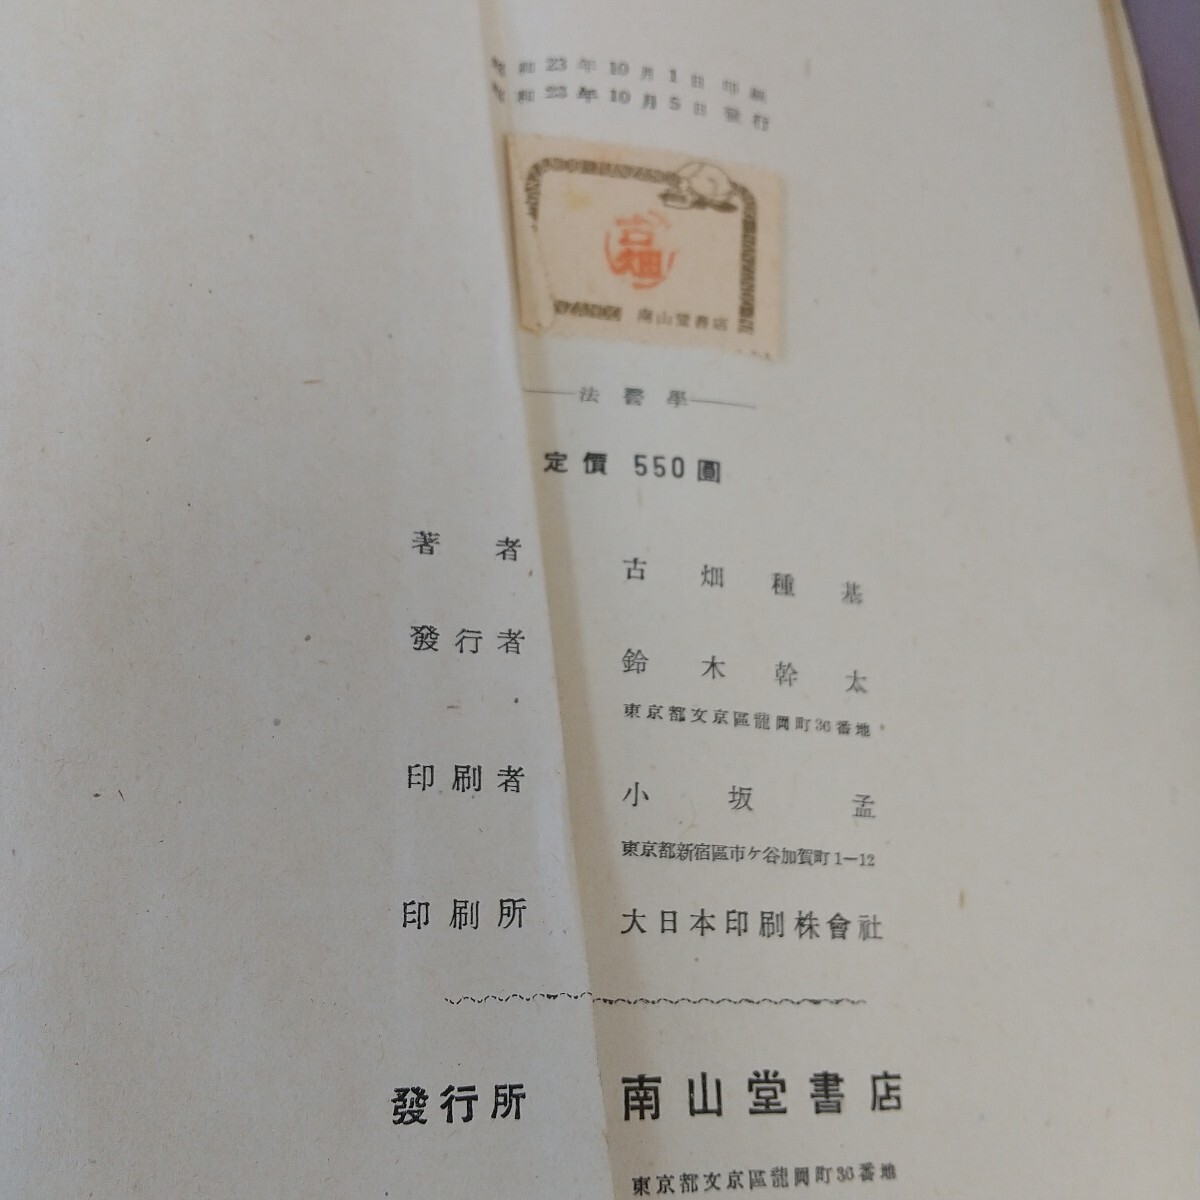 昭和23年10月1日印刷
昭和23年10月5日發行
古畑
南山堂書店
法醫學
定價 550圓
著者 古畑種基
發行者 鈴木幹太
東京都文京區龍岡町36番地
印刷者 小坂孟
東京都新宿區市ケ谷加賀町1—12
印刷所 大日本印刷株會社
發行所 南山堂書店
東京都文京區龍岡町36番地